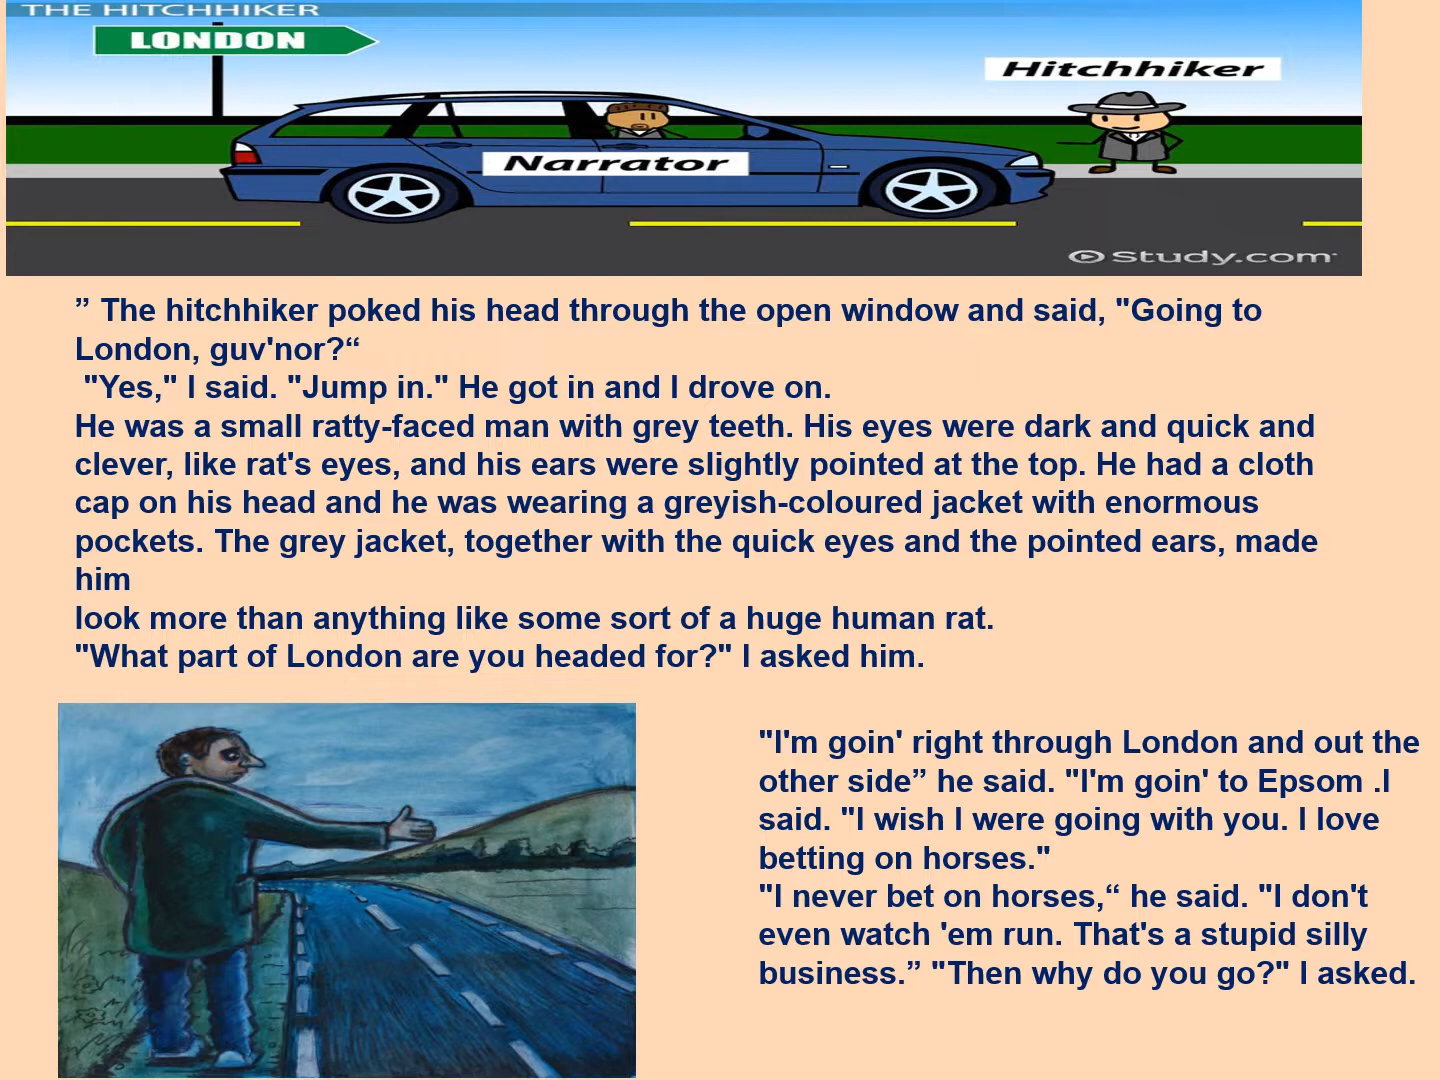 THE HITCHHIKER
LONDON
Hitchhiker
Narrator
Study.com
” The hitchhiker poked his head through the open window and said, "Going to
London, guv'nor?“
"Yes," I said. "Jump in." He got in and I drove on.
He was a small ratty-faced man with grey teeth. His eyes were dark and quick and
clever, like rat's eyes, and his ears were slightly pointed at the top. He had a cloth
cap on his head and he was wearing a greyish-coloured jacket with enormous
pockets. The grey jacket, together with the quick eyes and the pointed ears, made
him
look more than anything like some sort of a huge human rat.
"What part of London are you headed for?" I asked him.
"I'm goin' right through London and out the
other side” he said. "I'm goin' to Epsom .I
said. "I wish I were going with you. I love
betting on horses."
"I never bet on horses,“ he said. "I don't
even watch 'em run. That's a stupid silly
business.” "Then why do you go?" I asked.